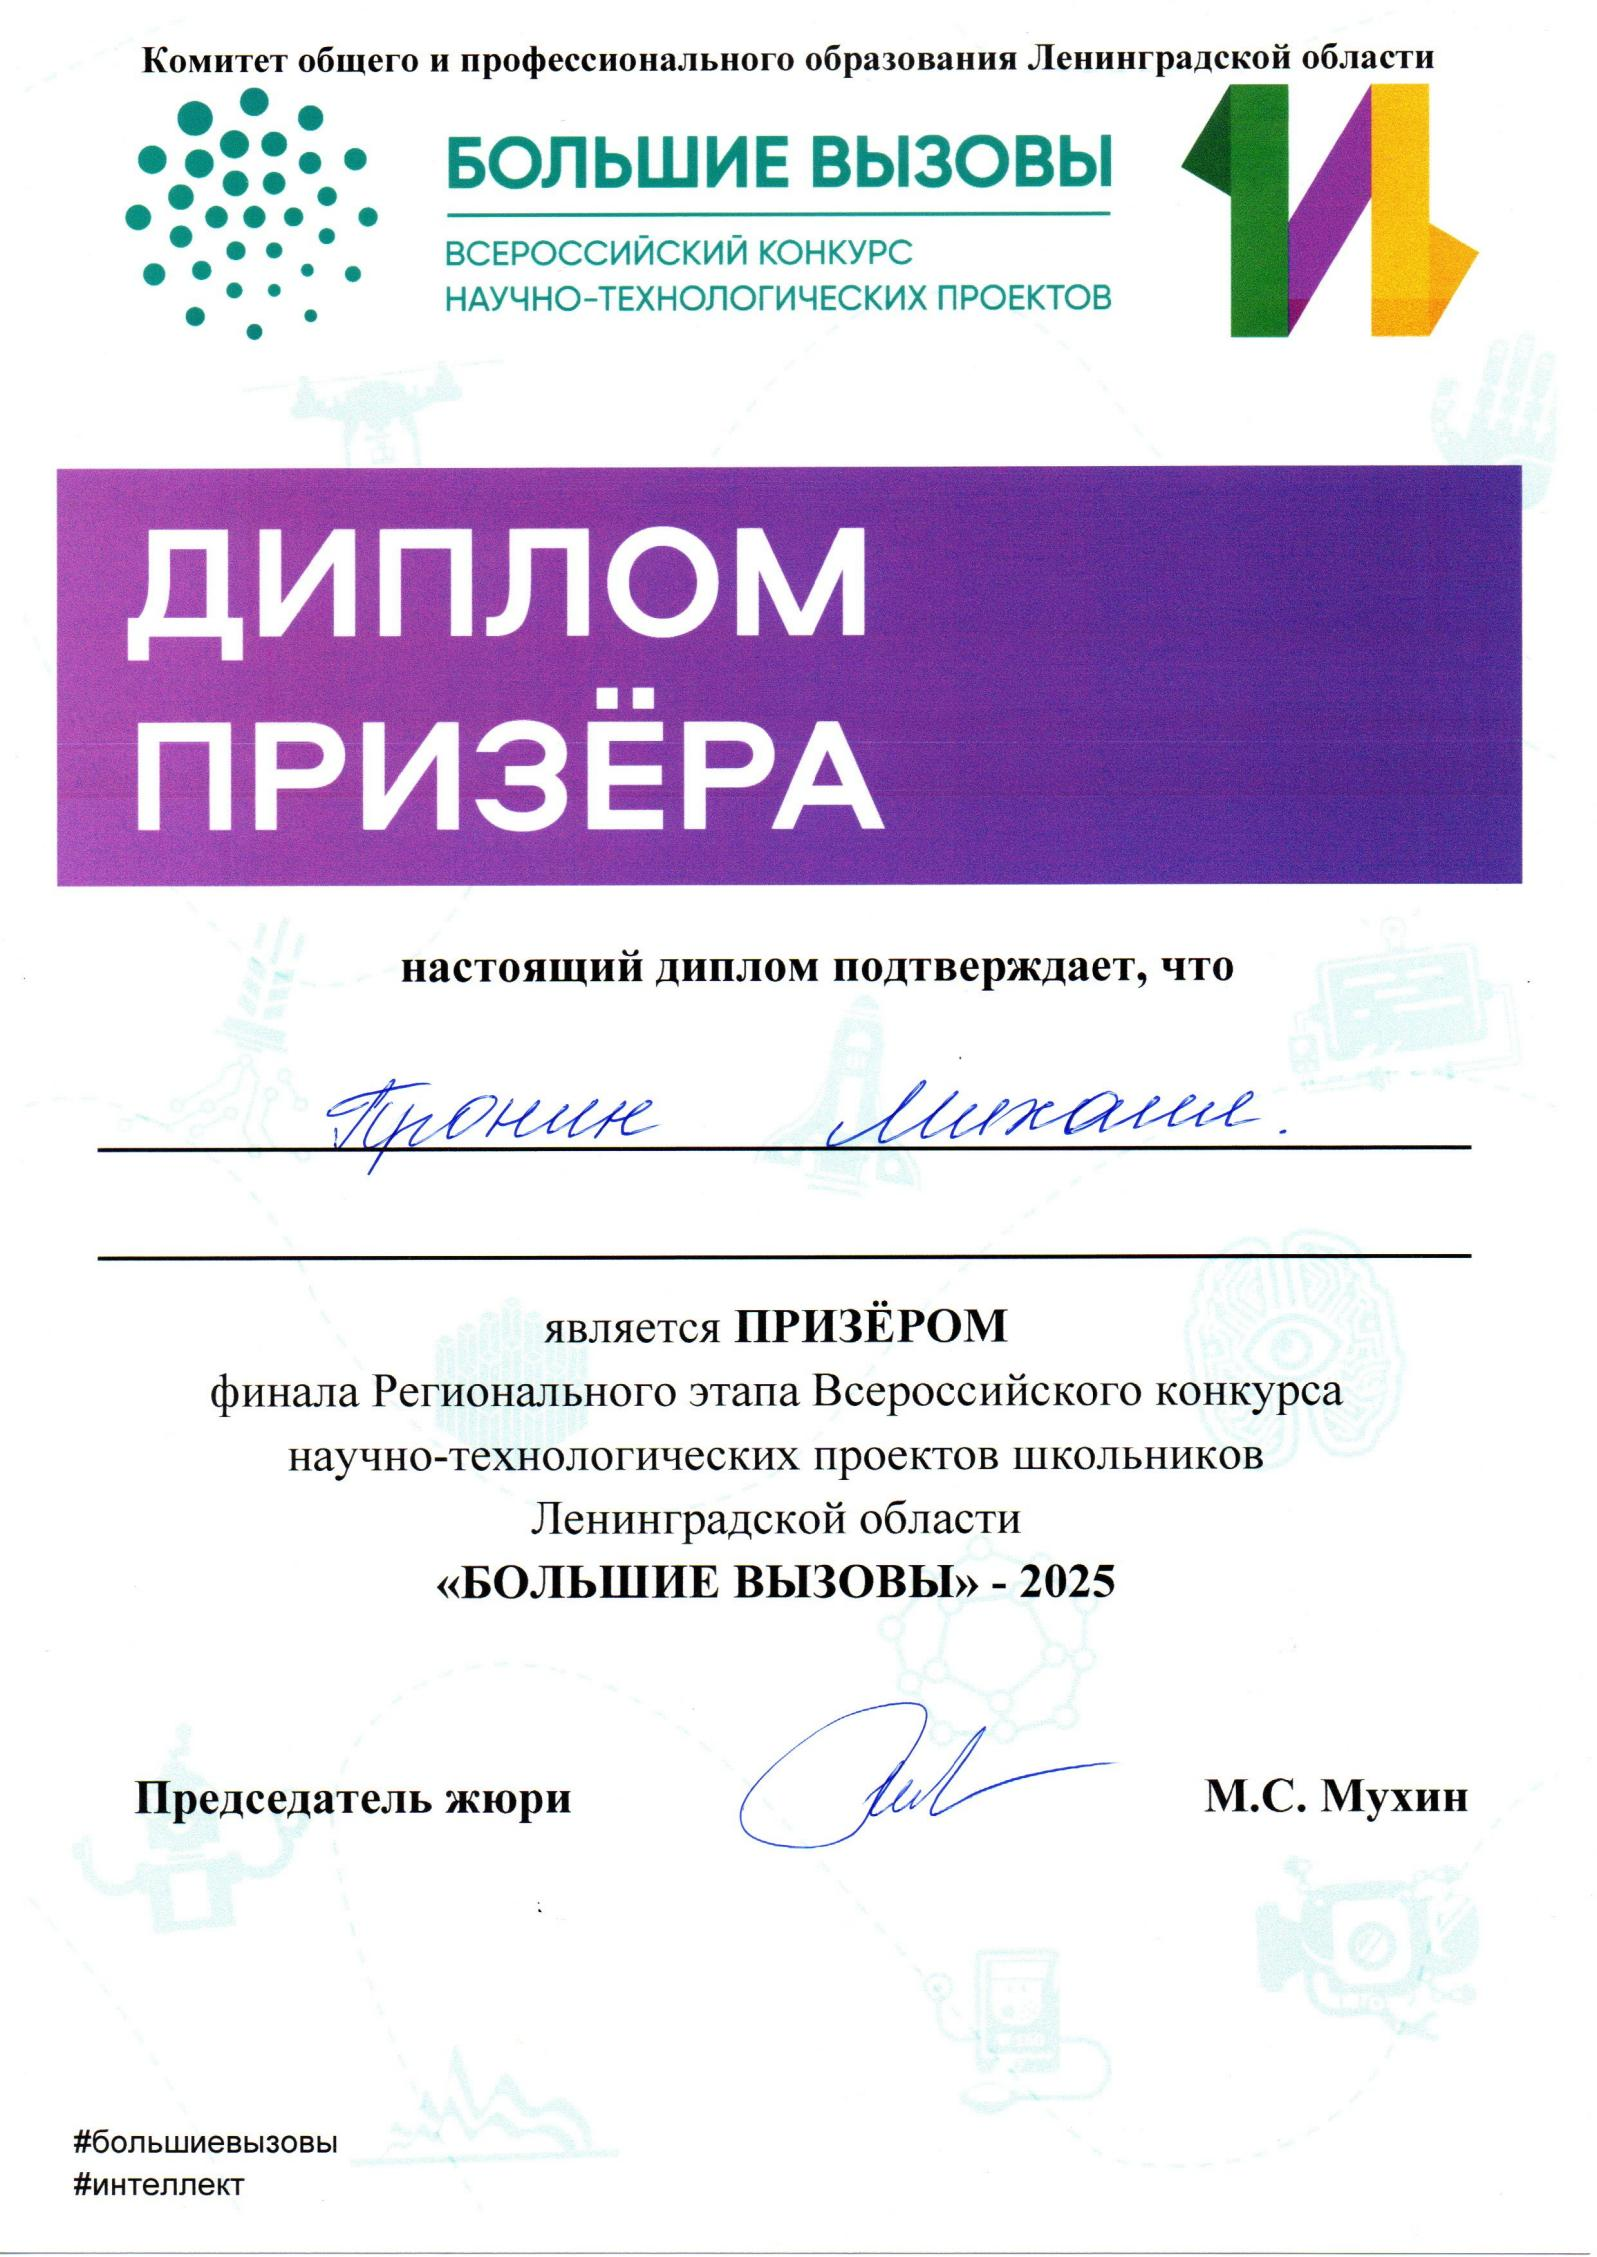 Комитет общего и профессионального образования Ленинградской области
БОЛЬШИЕ ВЫЗОВЫ
ВСЕРОССИЙСКИЙ КОНКУРС
НАУЧНО-ТЕХНОЛОГИЧЕСКИХ ПРОЕКТОВ
ДИПЛОМ
ПРИЗЁРА
настоящий диплом подтверждает, что
Пронин Михаил.
является ПРИЗЁРОМ
финала Регионального этапа Всероссийского конкурса
научно-технологических проектов школьников
Ленинградской области
«БОЛЬШИЕ ВЫЗОВЫ» - 2025
Председатель жюри М.С. Мухин
#большиевызовы
#интеллект